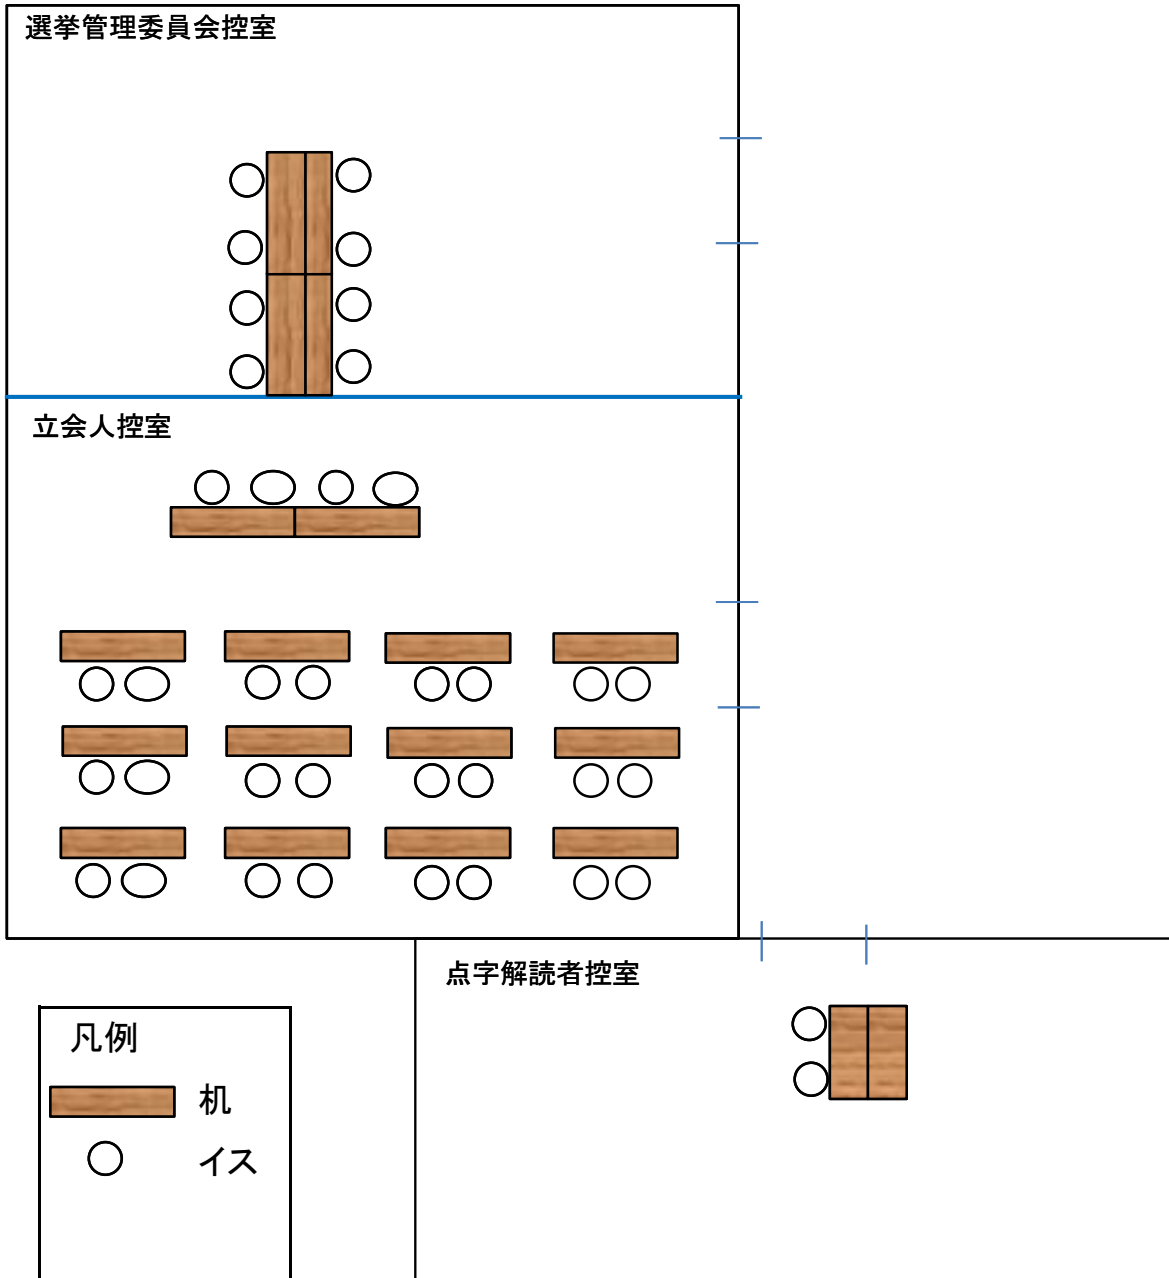 選挙管理委員会控室
立会人控室
点字解読者控室
凡例
机
イス